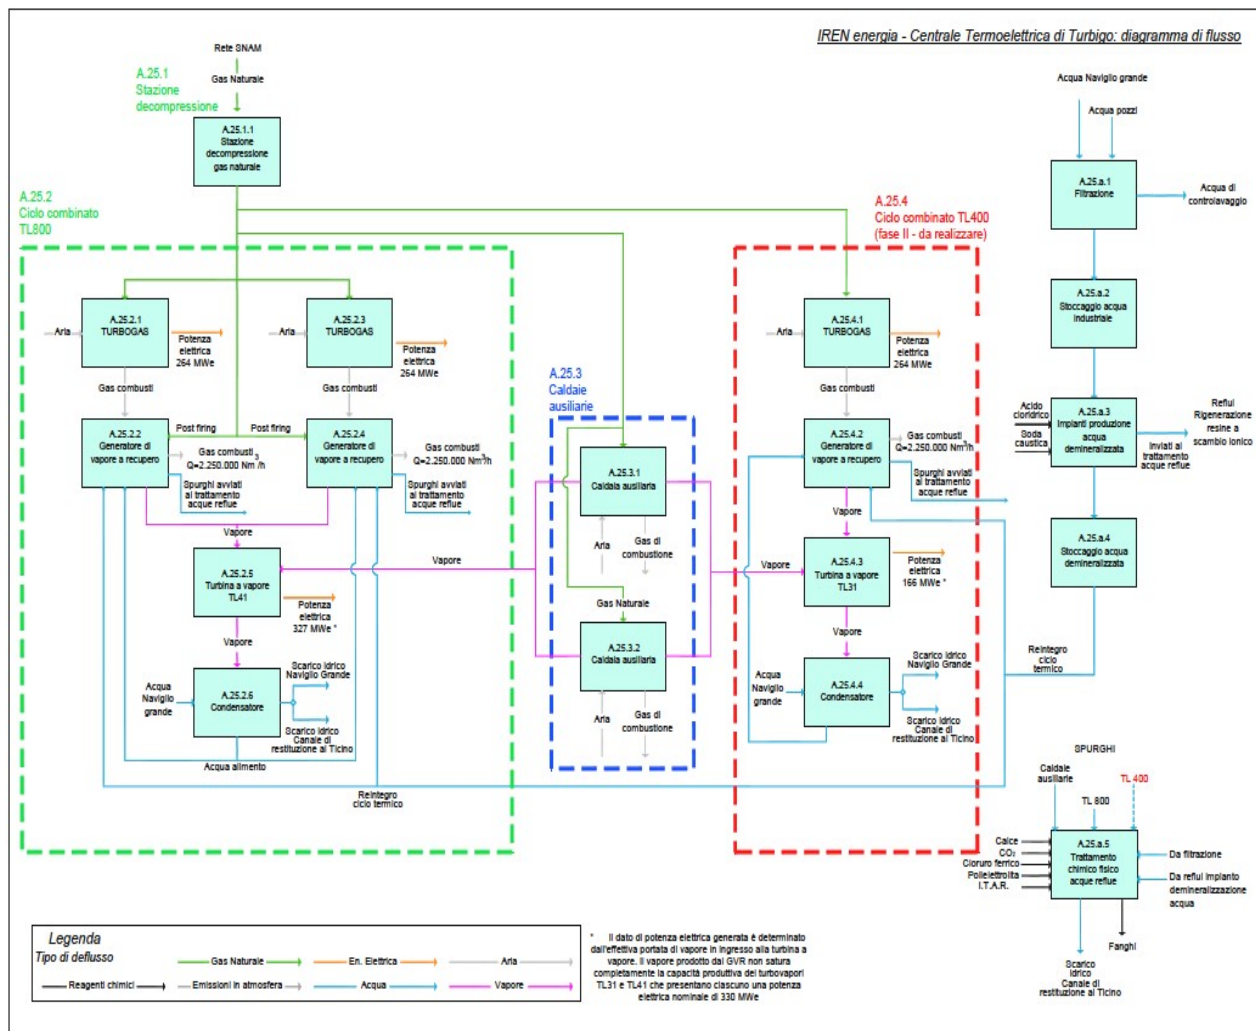 IREN energia - Centrale Termoelettrica di Turbigo: diagramma di flusso
Rete SNAM
Gas Naturale
A.25.1
Stazione
decompressione
A.25.1.1
Stazione
decompressione
gas naturale
A.25.2
Ciclo combinato
TL800
A.25.2.1
TURBOGAS
Aria
Potenza
elettrica
264 MWe
Gas combusti
A.25.2.3
TURBOGAS
Aria
Potenza
elettrica
264 MWe
Gas combusti
A.25.2.2
Generatore di
vapore a recupero
Post firing
Post firing
Gas combusti
Q=2.250.000 Nm³/h
Spurghi avviati
al trattamento
acque reflue
A.25.2.4
Generatore di
vapore a recupero
Gas combusti
Q=2.250.000 Nm³/h
Spurghi avviati
al trattamento
acque reflue
Vapore
A.25.2.5
Turbina a vapore
TL41
Potenza
elettrica
327 MWe *
Vapore
Vapore
A.25.2.6
Condensatore
Acqua
Naviglio
grande
Scarico idrico
Naviglio Grande
Scarico idrico
Canale di
restituzione al Ticino
Acqua alimento
Reintegro
ciclo termico
A.25.3
Caldaie
ausiliarie
A.25.3.1
Caldaia ausiliaria
Aria
Gas di
combustione
Gas Naturale
A.25.3.2
Caldaia ausiliaria
Aria
Gas di
combustione
A.25.4
Ciclo combinato TL400
(fase II - da realizzare)
A.25.4.1
TURBOGAS
Aria
Potenza
elettrica
264 MWe
Gas combusti
A.25.4.2
Generatore di
vapore a recupero
Gas combusti
Q=2.250.000 Nm³/h
Spurghi avviati
al trattamento
acque reflue
Vapore
Vapore
A.25.4.3
Turbina a vapore
TL31
Potenza
elettrica
166 MWe *
Vapore
A.25.4.4
Condensatore
Acqua
Naviglio
grande
Scarico idrico
Naviglio Grande
Scarico idrico
Canale di
restituzione al Ticino
Acqua Naviglio grande
Acqua pozzi
A.25.a.1
Filtrazione
Acqua di
controlavaggio
A.25.a.2
Stoccaggio acqua
industriale
Acido
cloridrico
Soda
caustica
A.25.a.3
Impianti produzione
acqua
demineralizzata
Reflui
Rigenerazione
resine a
scambio ionico
Inviati al
trattamento
acque reflue
A.25.a.4
Stoccaggio acqua
demineralizzata
Reintegro
ciclo
termico
SPURGHI
Caldaie
ausiliarie
TL 800
TL 400
Calce
CO₂
Cloruro ferrico
Polielettrolita
I.T.A.R.
A.25.a.5
Trattamento
chimico fisico
acque reflue
Da filtrazione
Da reflui impianto
demineralizzazione
acqua
Fanghi
Scarico
Idrico
Canale di
restituzione al Ticino
Legenda
Tipo di deflusso
Gas Naturale
En. Elettrica
Aria
Reagenti chimici
Emissioni in atmosfera
Acqua
Vapore
* Il dato di potenza elettrica generata è determinato
dall'effettiva portata di vapore in ingresso alla turbina a
vapore. Il vapore prodotto dai GVR non satura
completamente la capacità produttiva dei turbovapori
TL31 e TL41 che presentano ciascuno una potenza
elettrica nominale di 330 MWe